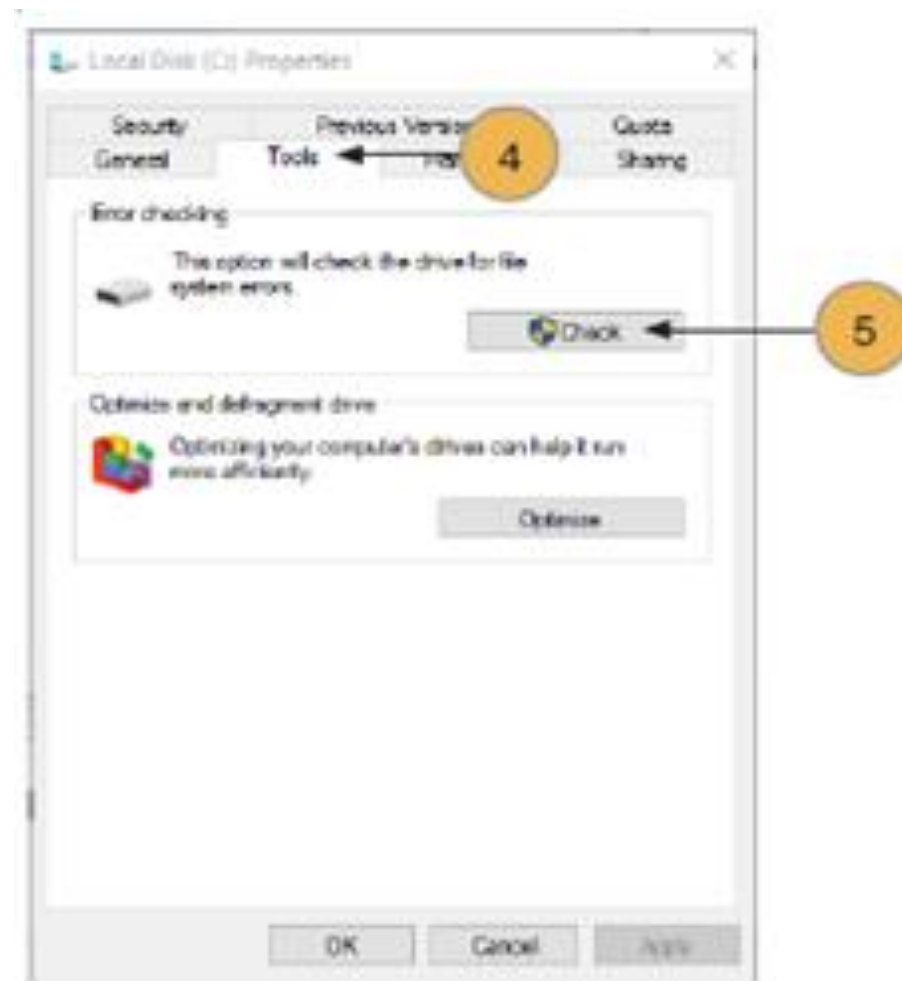 Local Disk (C:) Properties
Security Previous Quota
General Tools 4 Sharing
Error checking
This option will check the drive for file
system errors.
Check 5
Optimize and defragment drive
Optimizing your computer's drives can help it run
more efficiently.
Optimize
OK Cancel Apply